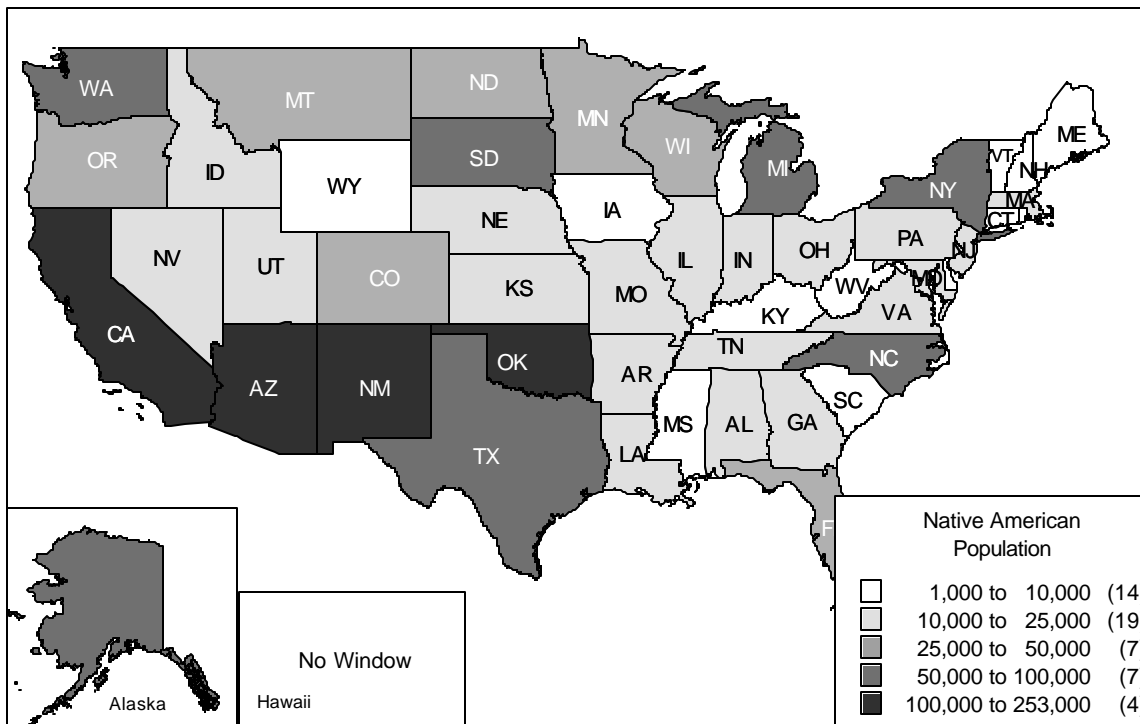 WA
MT
ND
MN
OR
ID
SD
WI
MI
WY
NE
IA
NV
UT
CO
KS
MO
IL
IN
OH
PA
NY
VT
NH
ME
MA
CT
NJ
MD
WV
VA
KY
CA
AZ
NM
OK
AR
TN
NC
SC
MS
AL
GA
LA
TX
F
Alaska
No Window
Hawaii
Native American
Population
1,000 to 10,000 (14
10,000 to 25,000 (19
25,000 to 50,000 (7
50,000 to 100,000 (7
100,000 to 253,000 (4